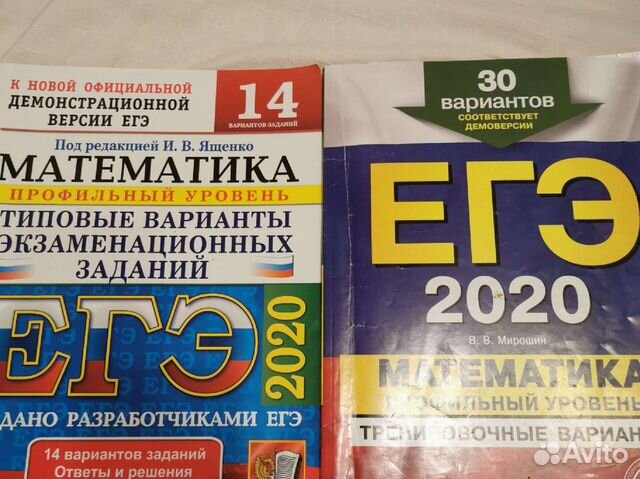 К НОВОЙ ОФИЦИАЛЬНОЙ
ДЕМОНСТРАЦИОННОЙ
ВЕРСИИ ЕГЭ
14
ВАРИАНТОВ ЗАДАНИЙ
Под редакцией И. В. Ященко
МАТЕМАТИКА
ПРОФИЛЬНЫЙ УРОВЕНЬ
ТИПОВЫЕ ВАРИАНТЫ
ЭКЗАМЕНАЦИОННЫХ
ЗАДАНИЙ
ЕГЭ
2020
ДАНО РАЗРАБОТЧИКАМИ ЕГЭ
14 вариантов заданий
Ответы и решения
30
вариантов
СООТВЕТСТВУЕТ
ДЕМОВЕРСИИ
ЕГЭ
2020
В. В. Мирошин
МАТЕМАТИКА
ПРОФИЛЬНЫЙ УРОВЕНЬ
ТРЕНИРОВОЧНЫЕ ВАРИАН
Avito